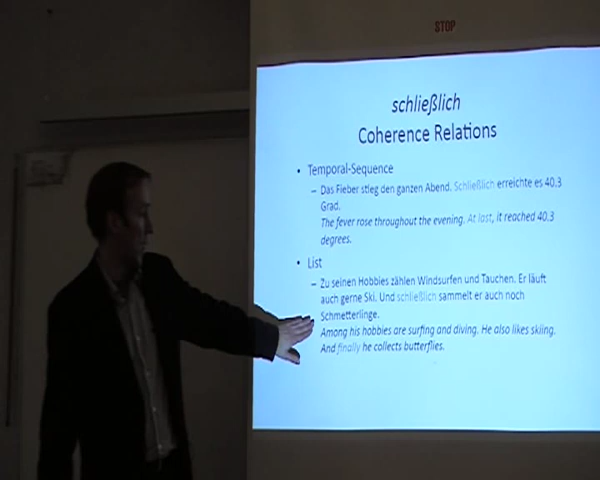 STOP
schließlich
Coherence Relations
• Temporal-Sequence
– Das Fieber stieg den ganzen Abend. Schließlich erreichte es 40.3
Grad.
The fever rose throughout the evening. At last, it reached 40.3
degrees.
• List
– Zu seinen Hobbies zählen Windsurfen und Tauchen. Er läuft
auch gerne Ski. Und schließlich sammelt er auch noch
Schmetterlinge.
Among his hobbies are surfing and diving. He also likes skiing.
And finally he collects butterflies.